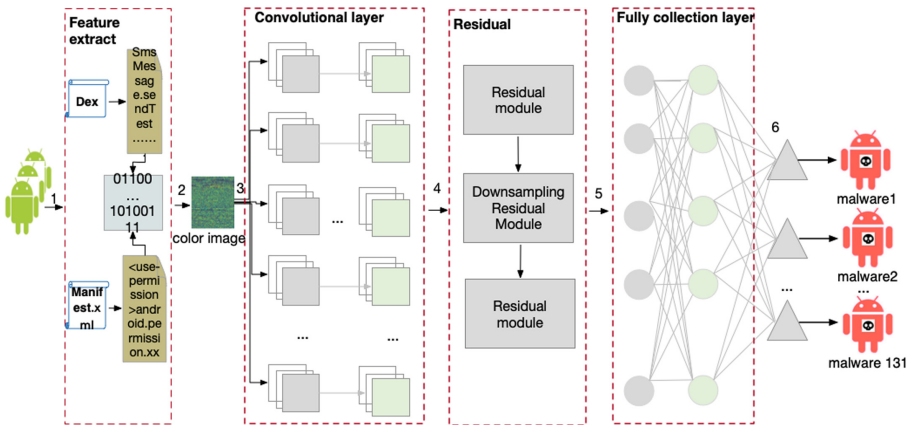 Feature
extract
Convolutional layer
Residual
Fully collection layer
Sms
Mes
sag
e.se
ndT
est
......
Dex
01100
...
101001
11
<use-
permis
sion
>andr
oid.pe
rmissi
on.xx
Manif
est.x
ml
1
2
color image
3
...
...
...
4
Residual
module
Downsampling
Residual
Module
Residual
module
5
6
malware1
malware2
...
...
malware 131